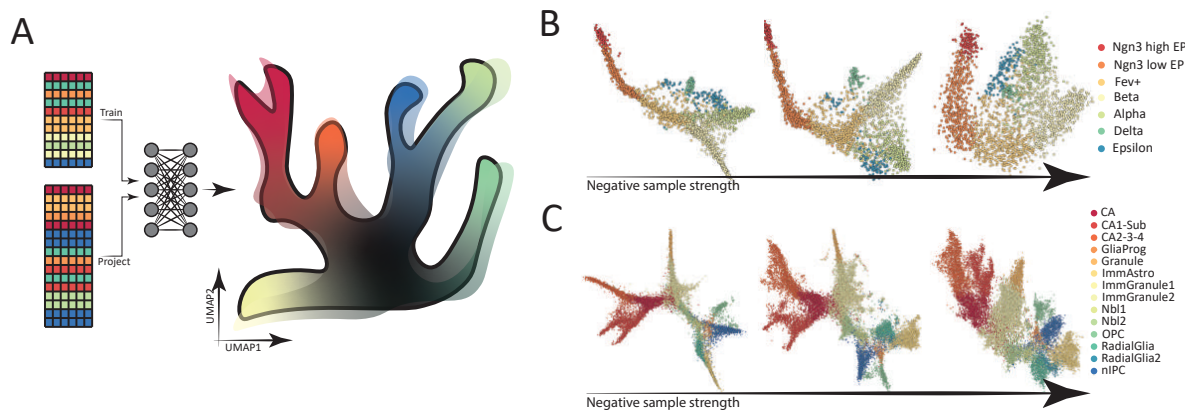 A
Train
Project
UMAP2
UMAP1
B
Ngn3 high EP
Ngn3 low EP
Fev+
Beta
Alpha
Delta
Epsilon
Negative sample strength
C
CA
CA1-Sub
CA2-3-4
GliaProg
Granule
ImmAstro
ImmGranule1
ImmGranule2
Nbl1
Nbl2
OPC
RadialGlia
RadialGlia2
nIPC
Negative sample strength